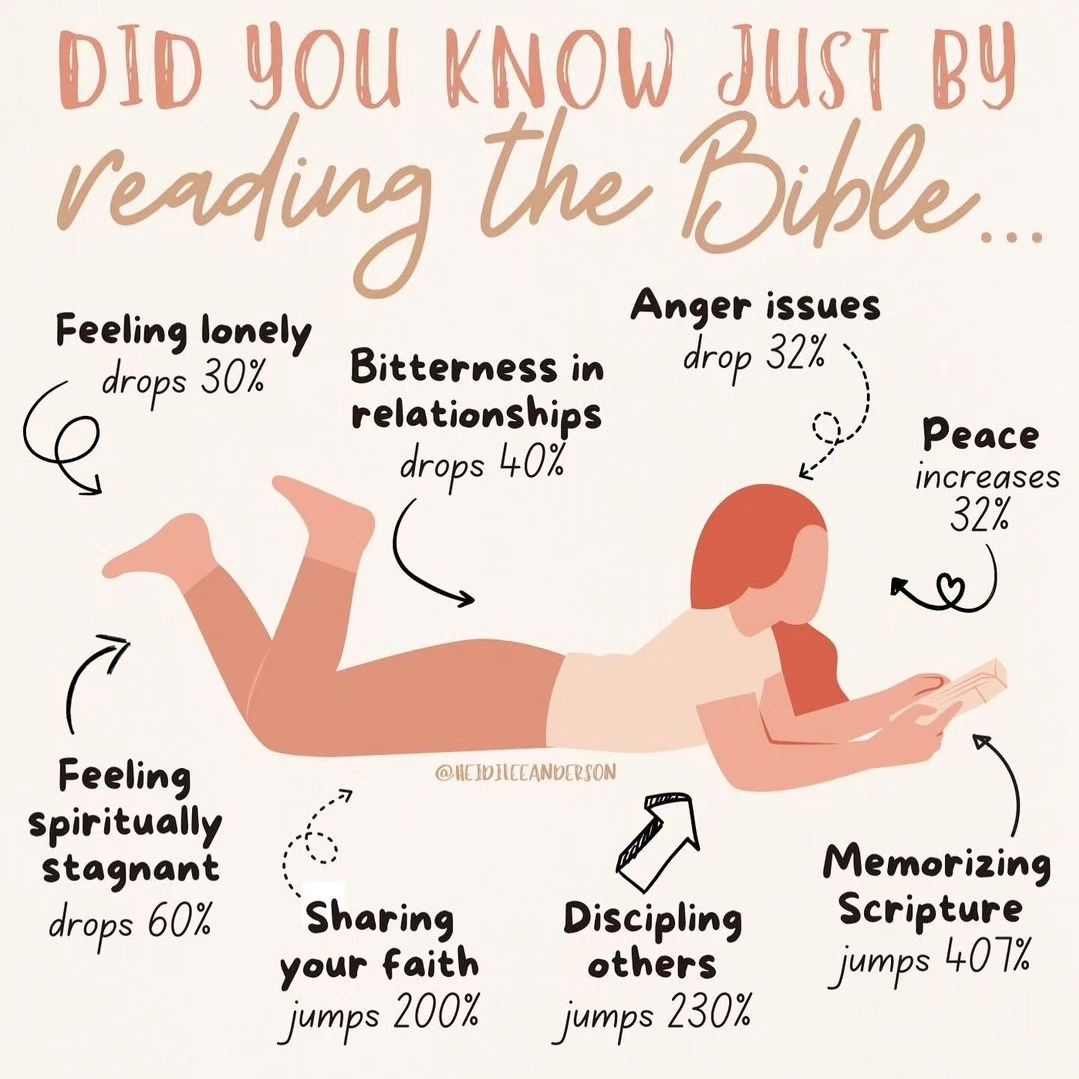 DID YOU KNOW JUST BY
reading the Bible...
Feeling lonely
drops 30%
Bitterness in
relationships
drops 40%
Anger issues
drop 32%
Peace
increases
32%
@HEIDILEEANDERSON
Feeling
spiritually
stagnant
drops 60%
Sharing
your faith
jumps 200%
Discipling
others
jumps 230%
Memorizing
Scripture
jumps 407%